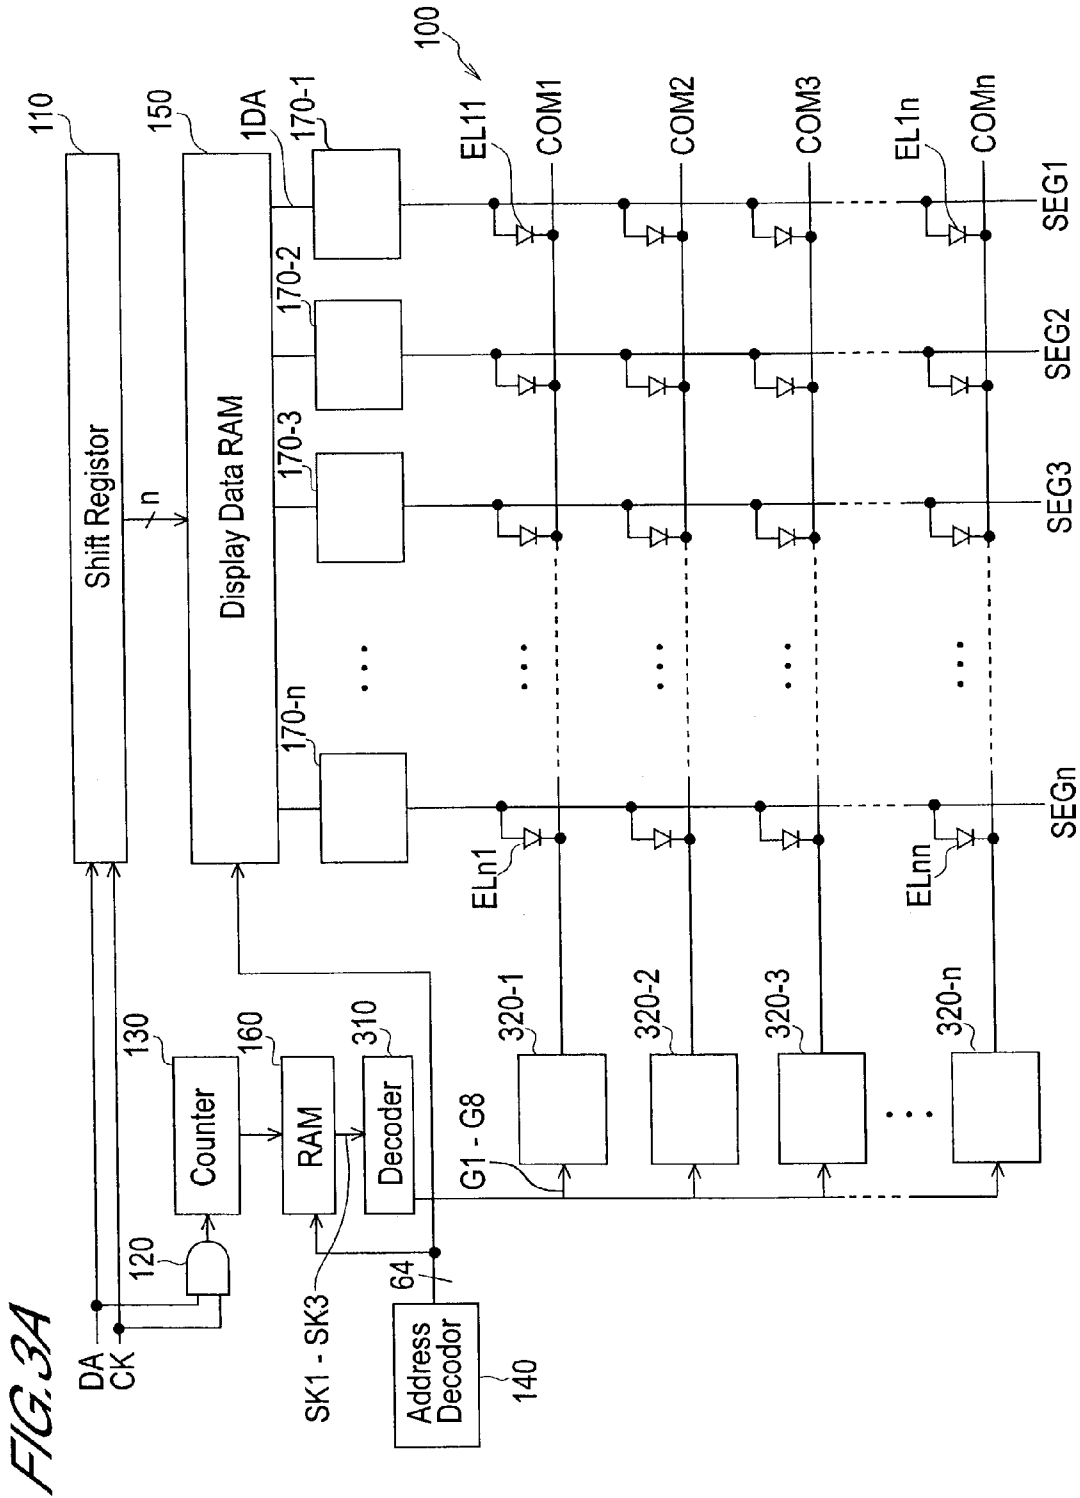 FIG.3A
DA
CK
110
Shift Registor
n
150
Display Data RAM
1DA
120
130
Counter
160
RAM
310
Decoder
SK1 - SK3
64
Address
Decodor
140
170-n
170-3
170-2
170-1
100
G1 - G8
320-1
320-2
320-3
320-n
ELn1
ELnn
EL11
EL1n
COM1
COM2
COM3
COMn
SEGn
SEG3
SEG2
SEG1